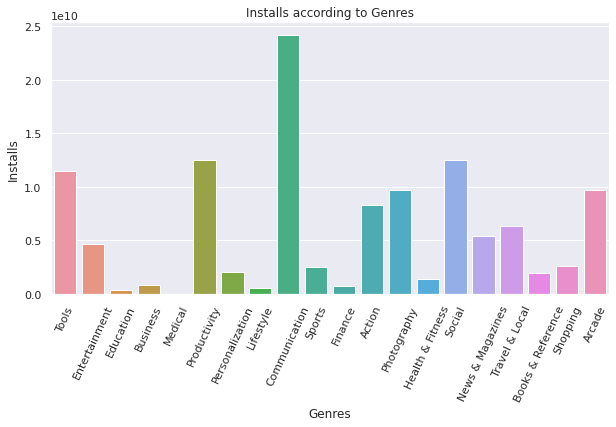 Installs according to Genres
1e10
2.5
2.0
1.5
1.0
0.5
0.0
Installs
Tools
Entertainment
Education
Business
Medical
Productivity
Personalization
Lifestyle
Communication
Sports
Finance
Action
Photography
Health & Fitness
Social
News & Magazines
Travel & Local
Books & Reference
Shopping
Arcade
Genres